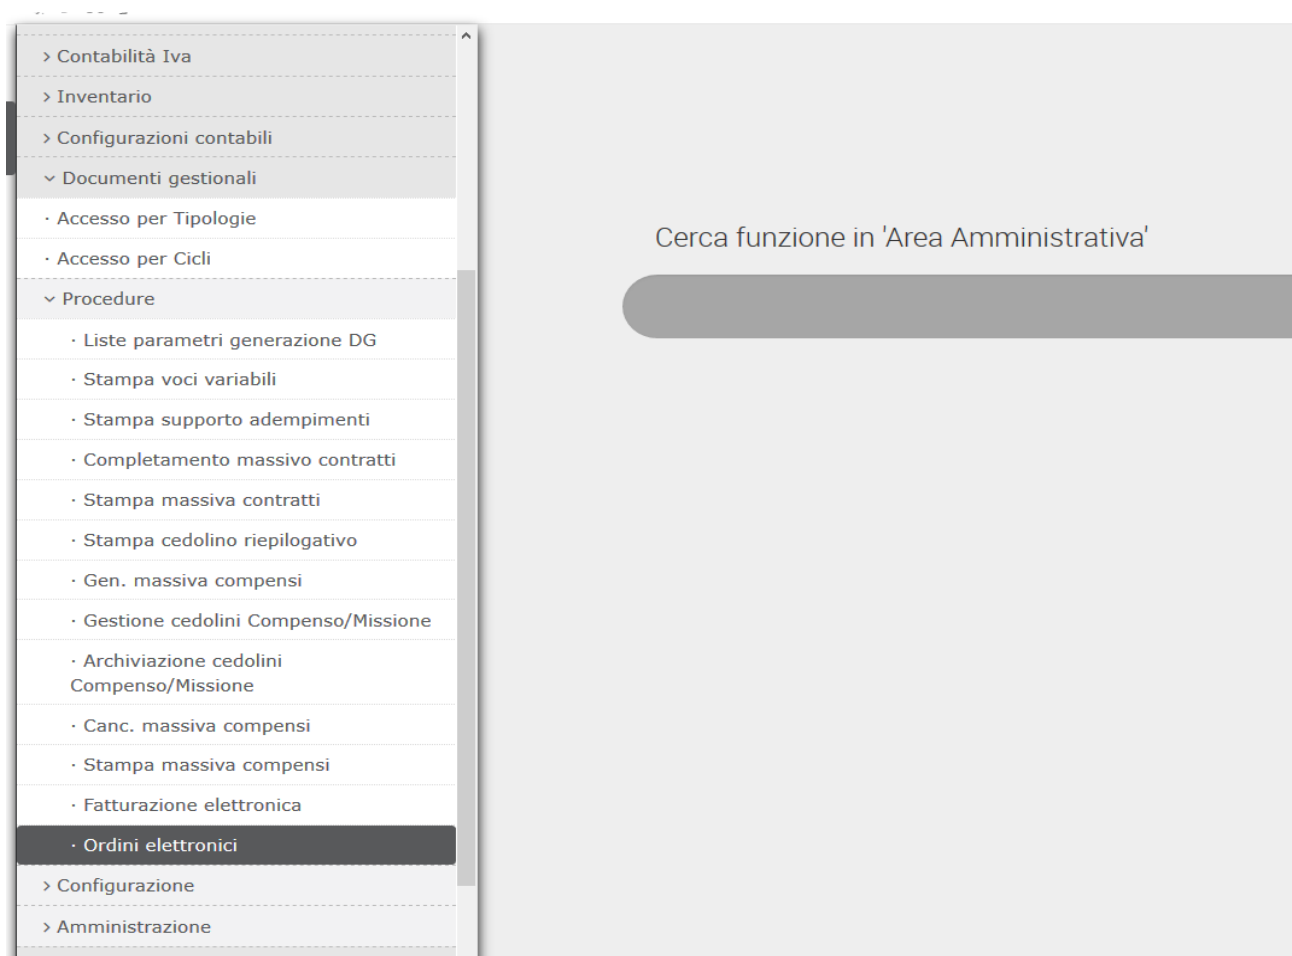 Contabilità Iva
Inventario
Configurazioni contabili
Documenti gestionali
· Accesso per Tipologie
· Accesso per Cicli
Procedure
· Liste parametri generazione DG
· Stampa voci variabili
· Stampa supporto adempimenti
· Completamento massivo contratti
· Stampa massiva contratti
· Stampa cedolino riepilogativo
· Gen. massiva compensi
· Gestione cedolini Compenso/Missione
· Archiviazione cedolini
Compenso/Missione
· Canc. massiva compensi
· Stampa massiva compensi
· Fatturazione elettronica
· Ordini elettronici
Configurazione
Amministrazione
Cerca funzione in 'Area Amministrativa'